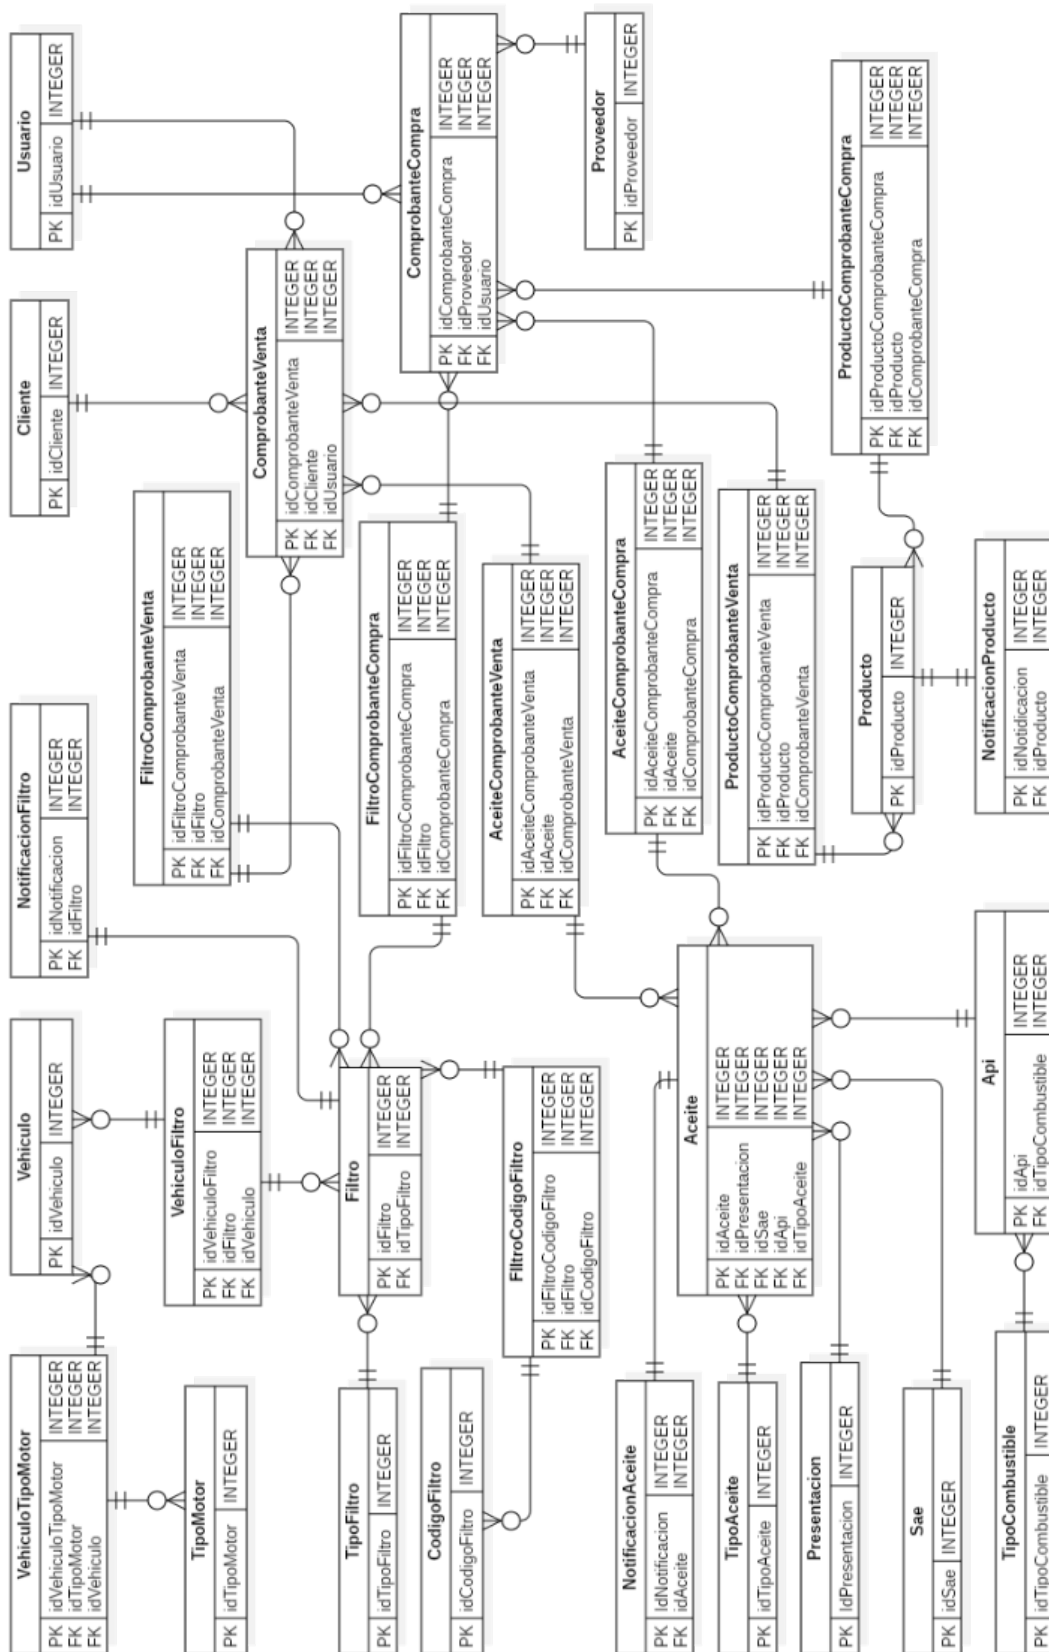 VehiculoTipoMotor
PK idVehiculoTipoMotor INTEGER
FK idTipoMotor INTEGER
FK idVehiculo INTEGER
Vehiculo
PK idVehiculo INTEGER
NotificacionFiltro
PK idNotificacion INTEGER
FK idFiltro INTEGER
Cliente
PK idCliente INTEGER
Usuario
PK idUsuario INTEGER
TipoMotor
PK idTipoMotor INTEGER
VehiculoFiltro
PK idVehiculoFiltro INTEGER
FK idFiltro INTEGER
FK idVehiculo INTEGER
FiltroComprobanteVenta
PK idFiltroComprobanteVenta INTEGER
FK idFiltro INTEGER
FK idComprobanteVenta INTEGER
ComprobanteVenta
PK idComprobanteVenta INTEGER
FK idCliente INTEGER
FK idUsuario INTEGER
TipoFiltro
PK idTipoFiltro INTEGER
Filtro
PK idFiltro INTEGER
FK idTipoFiltro INTEGER
FiltroComprobanteCompra
PK idFiltroComprobanteCompra INTEGER
FK idFiltro INTEGER
FK idComprobanteCompra INTEGER
ComprobanteCompra
PK idComprobanteCompra INTEGER
FK idProveedor INTEGER
FK idUsuario INTEGER
CodigoFiltro
PK idCodigoFiltro INTEGER
FIltroCodigoFiltro
PK idFiltroCodigoFiltro INTEGER
FK idFiltro INTEGER
FK idCodigoFiltro INTEGER
AceiteComprobanteVenta
PK idAceiteComprobanteVenta INTEGER
FK idAceite INTEGER
FK idComprobanteVenta INTEGER
Proveedor
PK idProveedor INTEGER
NotificacionAceite
PK IdNotificacion INTEGER
FK idAceite INTEGER
AceiteComprobanteCompra
PK idAceiteComprobanteCompra INTEGER
FK idAceite INTEGER
FK idComprobanteCompra INTEGER
TipoAceite
PK idTipoAceite INTEGER
Aceite
PK idAceite INTEGER
FK idPresentacion INTEGER
FK idSae INTEGER
FK idApi INTEGER
FK idTipoAceite INTEGER
ProductoComprobanteVenta
PK idProductoComprobanteVenta INTEGER
FK idProducto INTEGER
FK idComprobanteVenta INTEGER
Presentacion
PK IdPresentacion INTEGER
Producto
PK idProducto INTEGER
ProductoComprobanteCompra
PK idProductoComprobanteCompra INTEGER
FK idProducto INTEGER
FK idComprobanteCompra INTEGER
Sae
PK idSae INTEGER
TipoCombustible
PK idTipoCombustible INTEGER
Api
PK idApi INTEGER
FK idTipoCombustible INTEGER
NotificacionProducto
PK idNotidicacion INTEGER
FK idProducto INTEGER